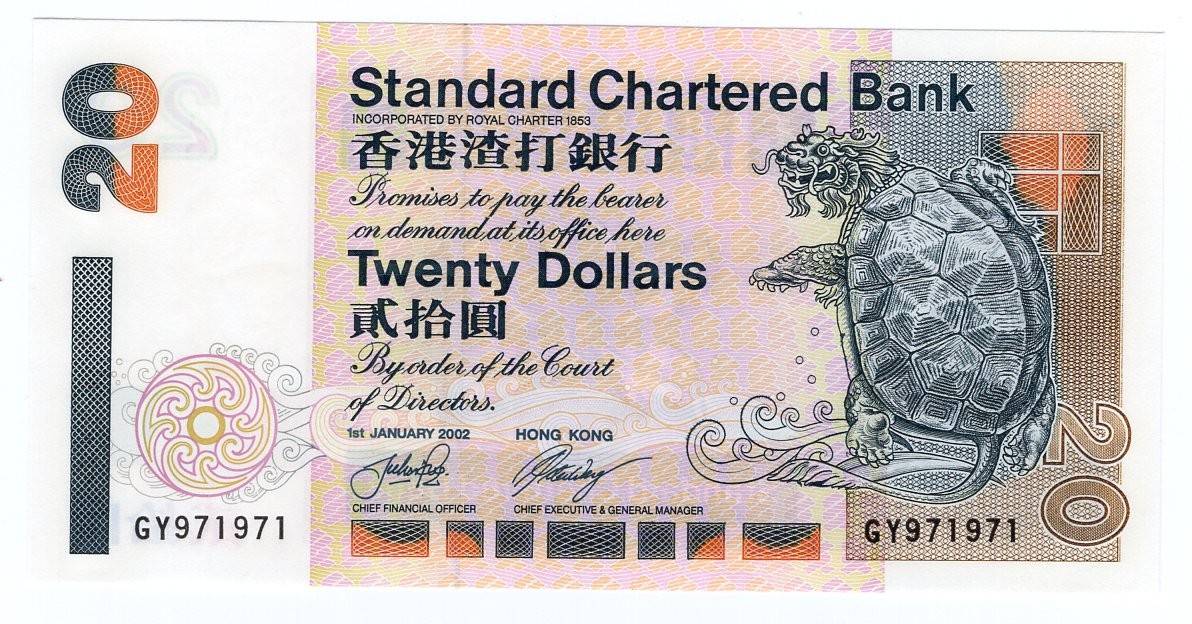 20
Standard Chartered Bank
INCORPORATED BY ROYAL CHARTER 1853
香港渣打銀行
Promises to pay the bearer
on demand, at its office, here
Twenty Dollars
貳拾圓
By order of the Court
of Directors.
1st JANUARY 2002 HONG KONG
CHIEF FINANCIAL OFFICER CHIEF EXECUTIVE & GENERAL MANAGER
GY971971 GY971971
20